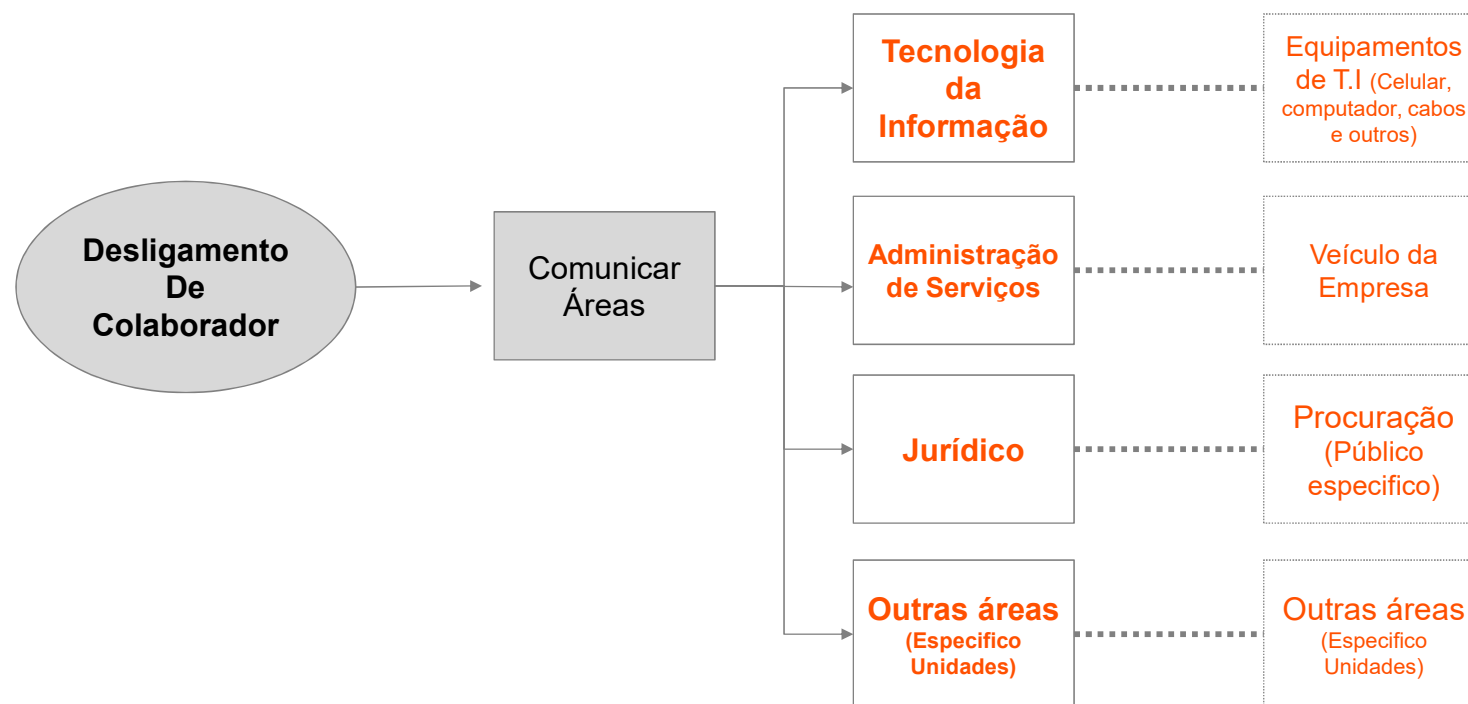 Desligamento
De
Colaborador
Comunicar
Áreas
Tecnologia
da
Informação
Equipamentos
de T.I (Celular,
computador, cabos
e outros)
Administração
de Serviços
Veículo da
Empresa
Jurídico
Procuração
(Público
especifico)
Outras áreas
(Especifico
Unidades)
Outras áreas
(Especifico
Unidades)